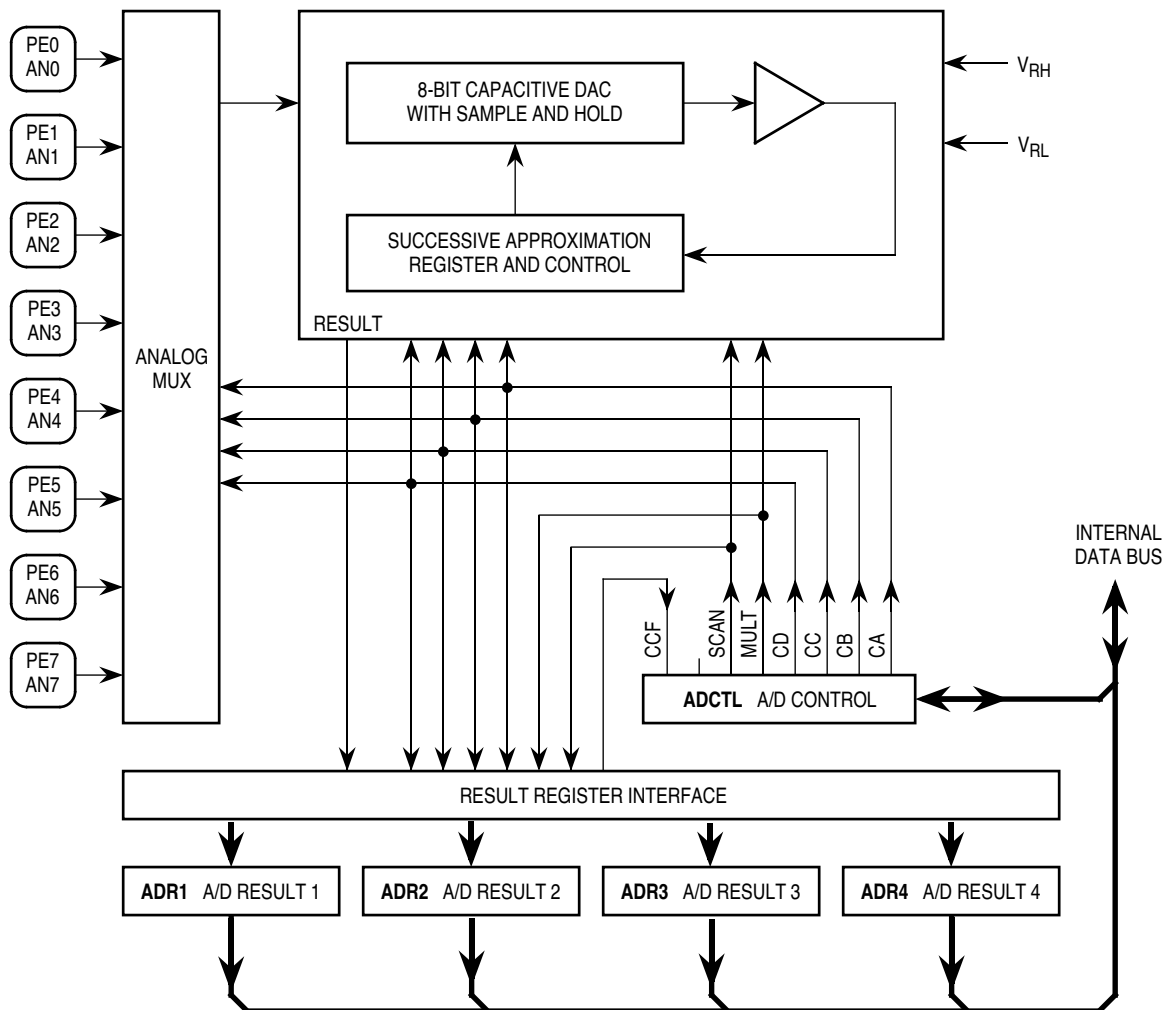 PE0
AN0
PE1
AN1
PE2
AN2
PE3
AN3
PE4
AN4
PE5
AN5
PE6
AN6
PE7
AN7
ANALOG
MUX
8-BIT CAPACITIVE DAC
WITH SAMPLE AND HOLD
SUCCESSIVE APPROXIMATION
REGISTER AND CONTROL
RESULT
VRH
VRL
INTERNAL
DATA BUS
CCF
SCAN
MULT
CD
CC
CB
CA
ADCTL A/D CONTROL
RESULT REGISTER INTERFACE
ADR1 A/D RESULT 1
ADR2 A/D RESULT 2
ADR3 A/D RESULT 3
ADR4 A/D RESULT 4